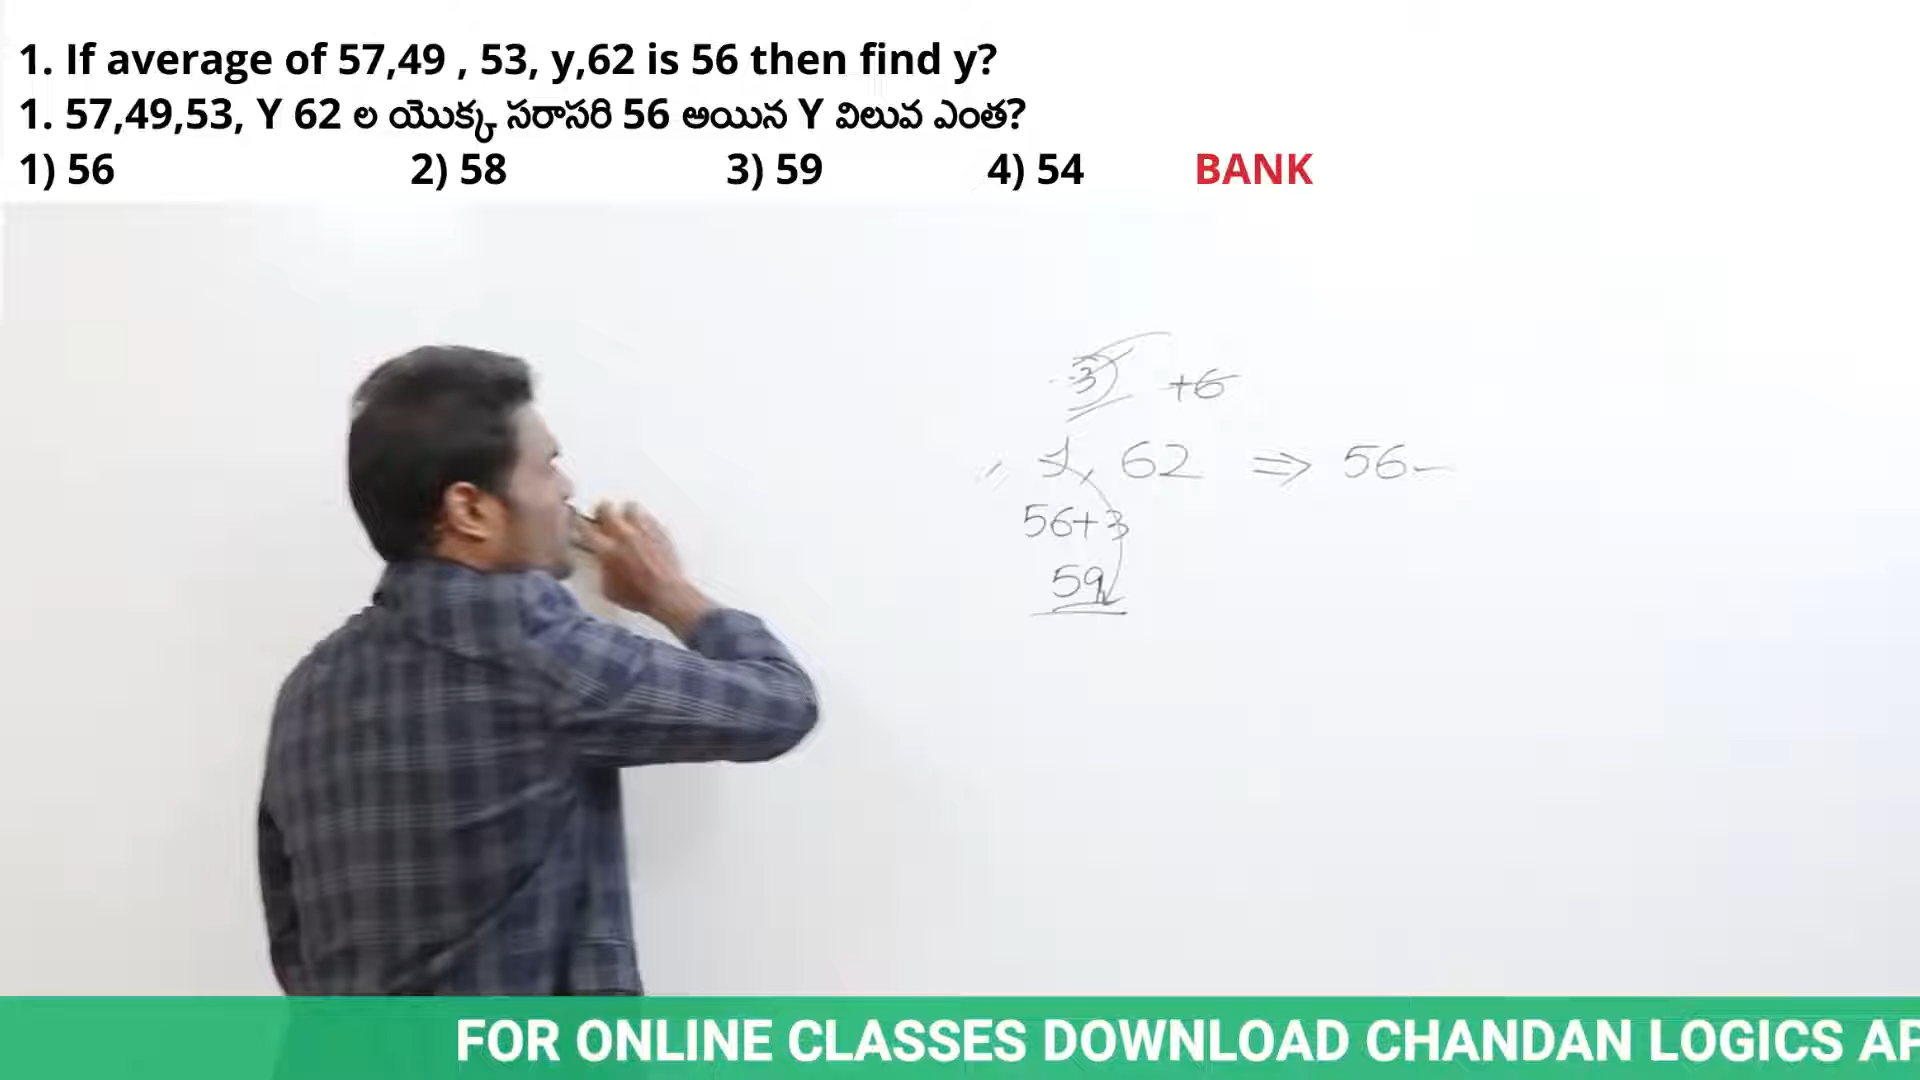 1. If average of 57,49 , 53, y,62 is 56 then find y?
1. 57,49,53, Y 62 ల యొక్క సరాసరి 56 అయిన Y విలువ ఎంత?
1) 56 2) 58 3) 59 4) 54 BANK
3 +6
62 ⇒ 56
56+3
59
FOR ONLINE CLASSES DOWNLOAD CHANDAN LOGICS AP